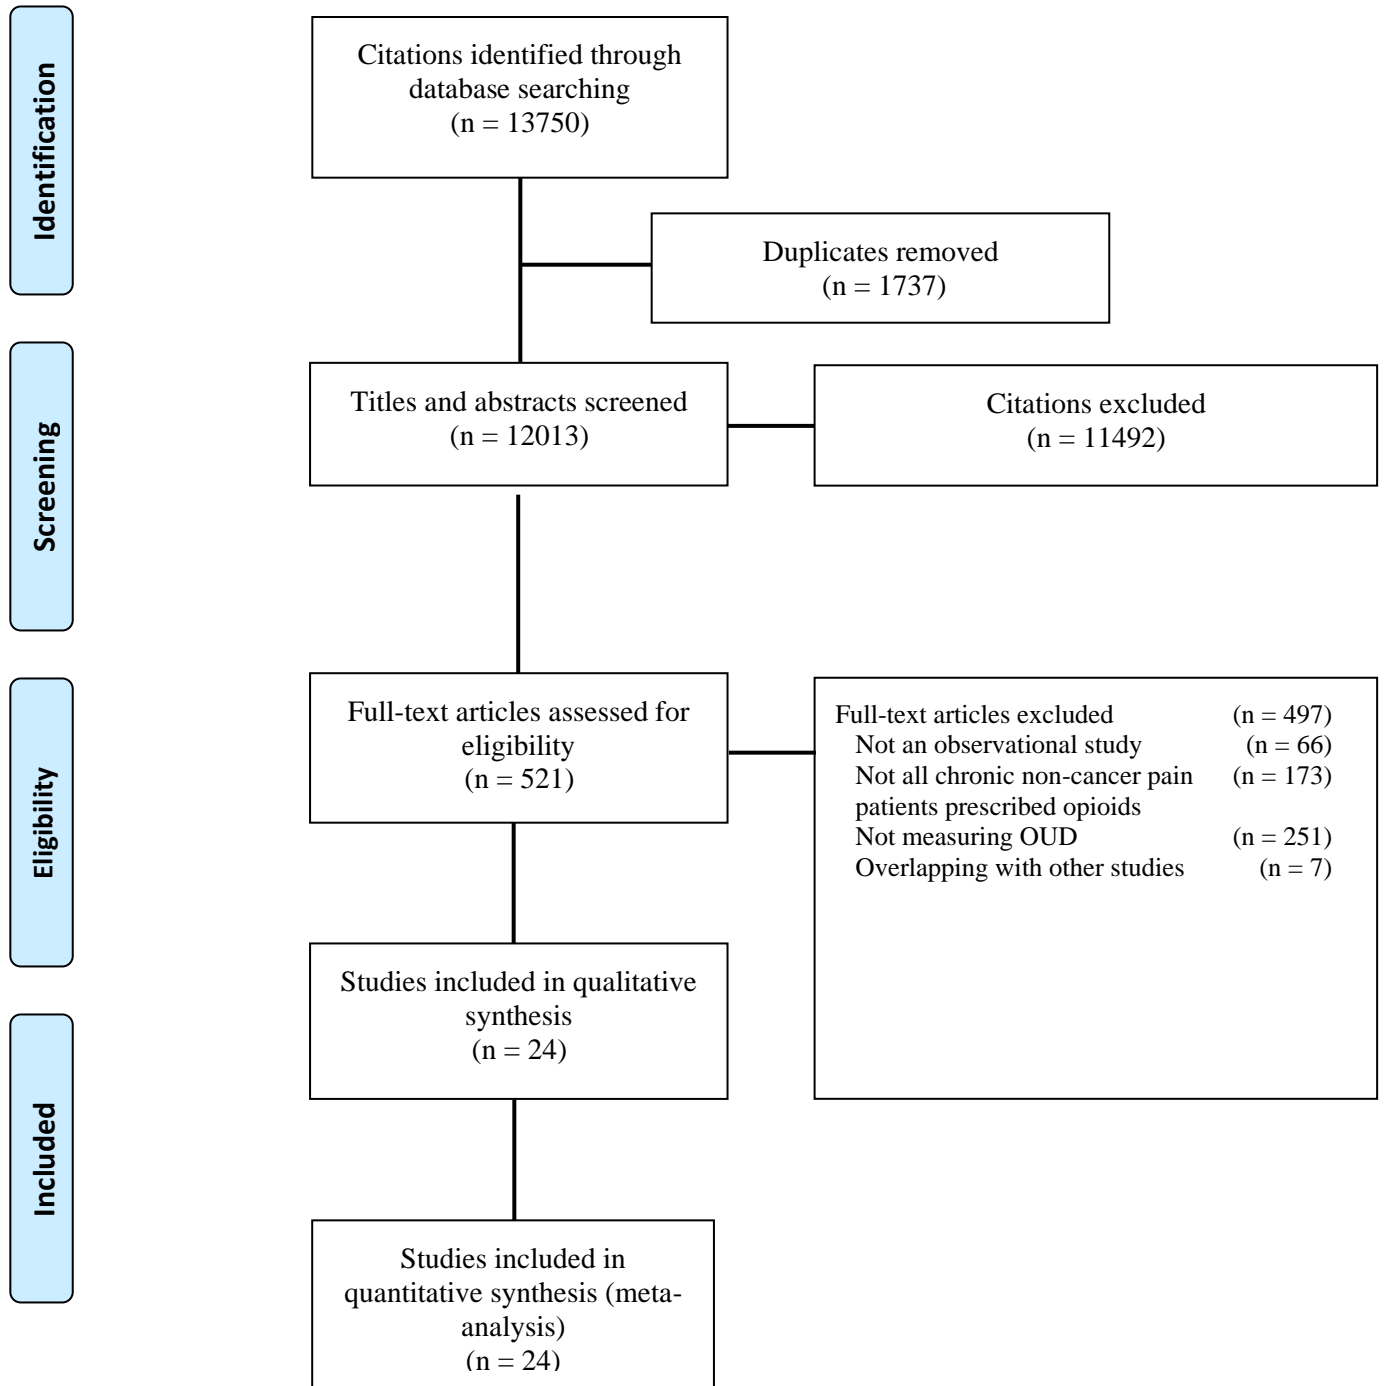 Identification
Citations identified through
database searching
(n = 13750)
Duplicates removed
(n = 1737)
Screening
Titles and abstracts screened
(n = 12013)
Citations excluded
(n = 11492)
Eligibility
Full-text articles assessed for
eligibility
(n = 521)
Full-text articles excluded (n = 497)
Not an observational study (n = 66)
Not all chronic non-cancer pain (n = 173)
patients prescribed opioids
Not measuring OUD (n = 251)
Overlapping with other studies (n = 7)
Studies included in qualitative
synthesis
(n = 24)
Included
Studies included in
quantitative synthesis (meta-
analysis)
(n = 24)